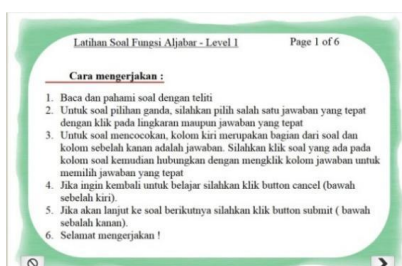 Latihan Soal Fungsi Aljabar - Level 1
Page 1 of 6
Cara mengerjakan :
1. Baca dan pahami soal dengan teliti
2. Untuk soal pilihan ganda, silahkan pilih salah satu jawaban yang tepat
dengan klik pada lingkaran maupun jawaban yang tepat
3. Untuk soal mencocokan, kolom kiri merupakan bagian dari soal dan
kolom sebelah kanan adalah jawaban. Silahkan klik soal yang ada pada
kolom soal kemudian hubungkan dengan mengklik kolom jawaban untuk
memilih jawaban yang tepat
4. Jika ingin kembali untuk belajar silahkan klik button cancel (bawah
sebelah kiri).
5. Jika akan lanjut ke soal berikutnya silahkan klik button submit ( bawah
sebalah kanan).
6. Selamat mengerjakan !